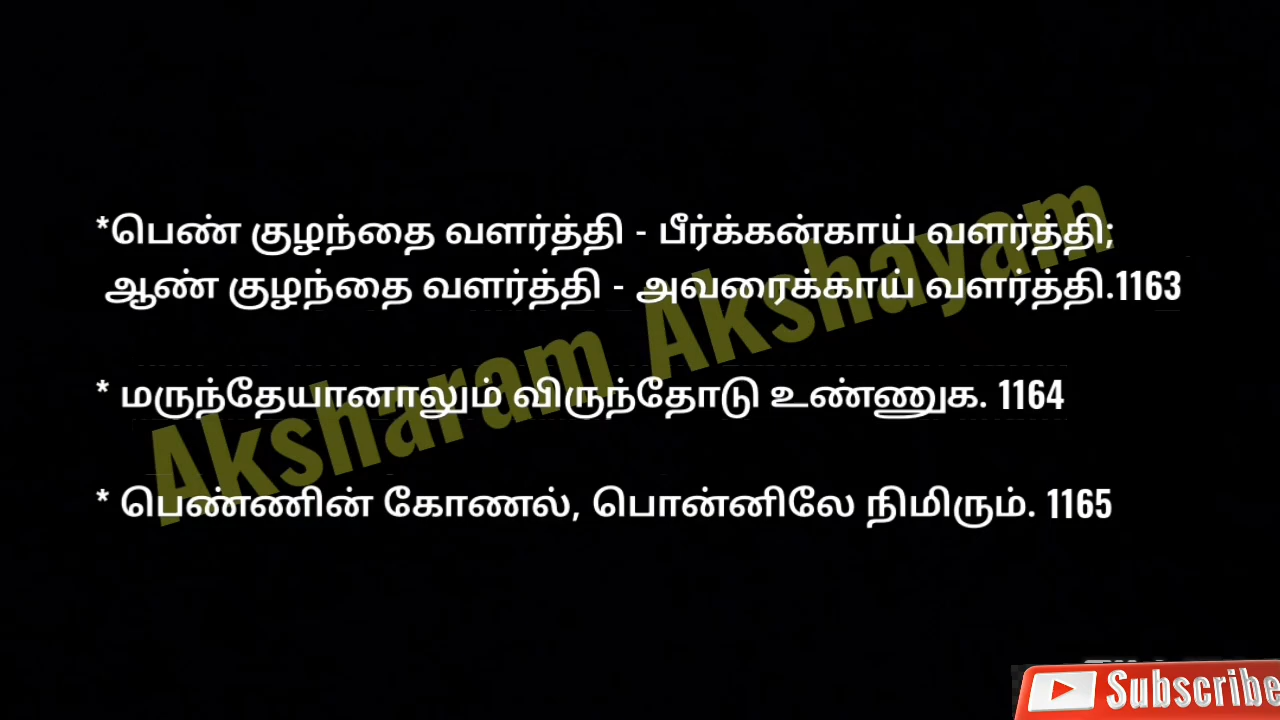 *பெண் குழந்தை வளர்த்தி - பீர்க்கன்காய் வளர்த்தி;
ஆண் குழந்தை வளர்த்தி - அவரைக்காய் வளர்த்தி.1163
* மருந்தேயானாலும் விருந்தோடு உண்ணுக. 1164
* பெண்ணின் கோணல், பொன்னிலே நிமிரும். 1165
Aksharam Akshayam
Subscribe